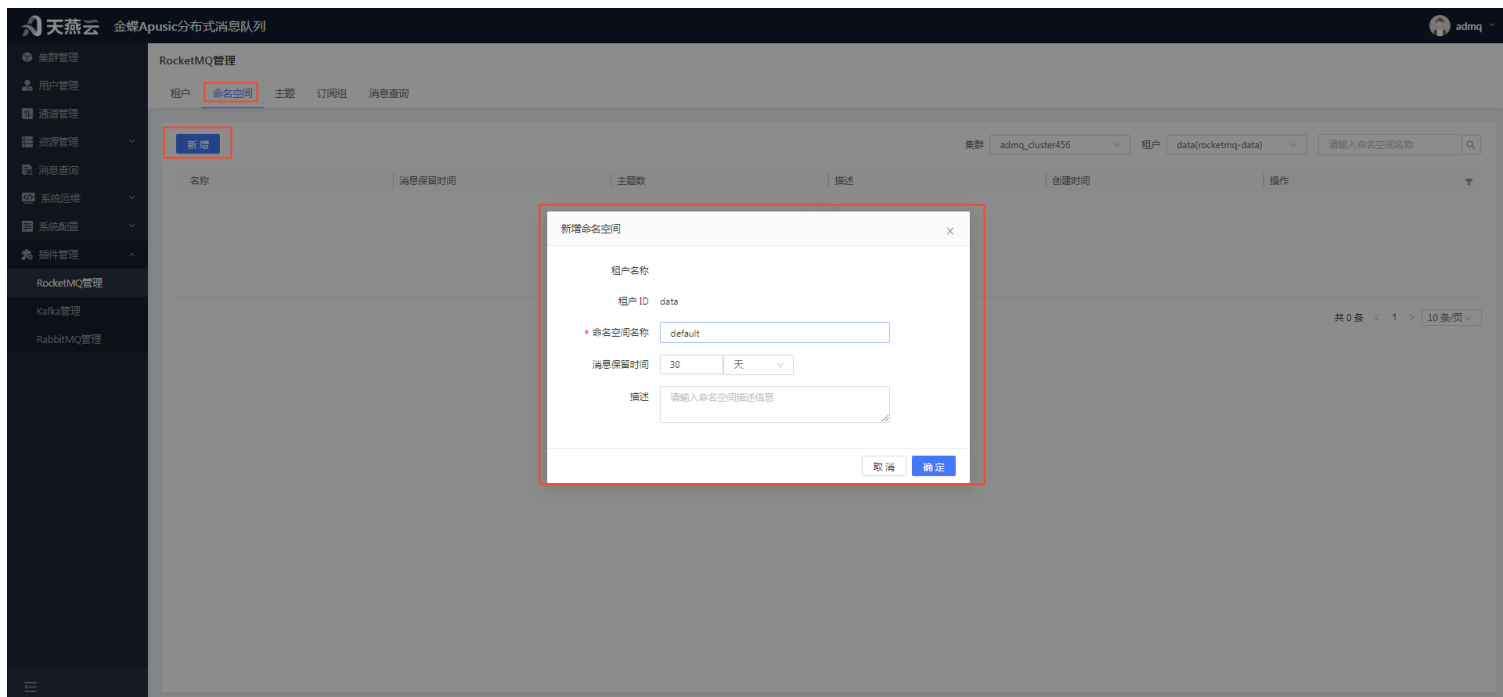 天燕云 金蝶Apusic分布式消息队列
admq
集群管理
用户管理
通道管理
资源管理
消息查询
系统运维
系统配置
插件管理
RocketMQ管理
Kafka管理
RabbitMQ管理
RocketMQ管理
租户 命名空间 主题 订阅组 消息查询
新增
集群 admq_cluster456 租户 data(rocketmq-data) 请输入命名空间名称
名称 消息保留时间 主题数 描述 创建时间 操作
新增命名空间
租户名称
租户 ID data
* 命名空间名称 default
消息保留时间 30 天
描述 请输入命名空间描述信息
取消 确定
共 0 条 < 1 > 10 条/页